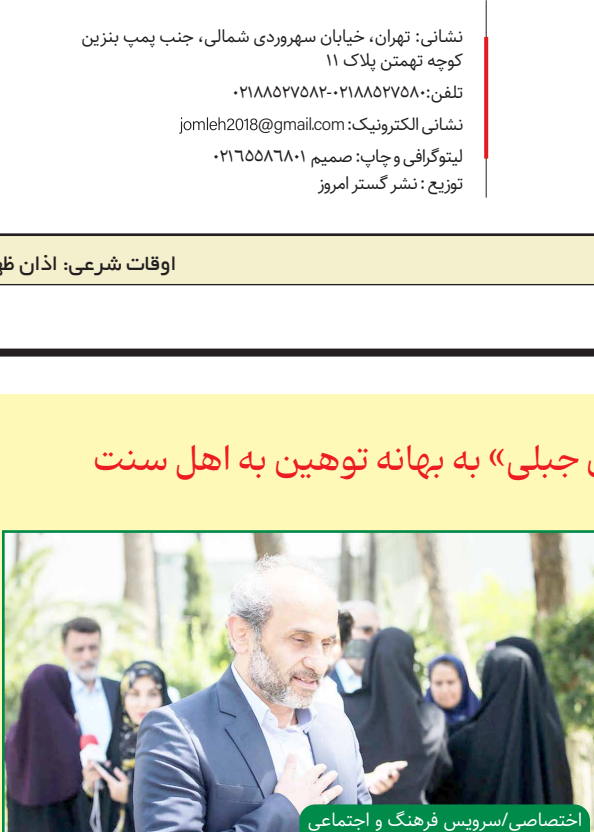 نشانی: تهران، خیابان سهروردی شمالی، جنب پمپ بنزین
کوچه تهمتن پلاک ۱۱
تلفن:۰۲۱۸۸۵۲۷۵۸۰-۰۲۱۸۸۵۲۷۵۸۲
نشانی الکترونیک: jomleh2018@gmail.com
لیتوگرافی و چاپ: صمیم ۰۲۱۶۵۵۸۶۸۰۱
توزیع : نشر گستر امروز
اوقات شرعی: اذان
جبلی» به بهانه توهین به اهل سنت
اختصاصی/سرویس فرهنگ و اجتماعی